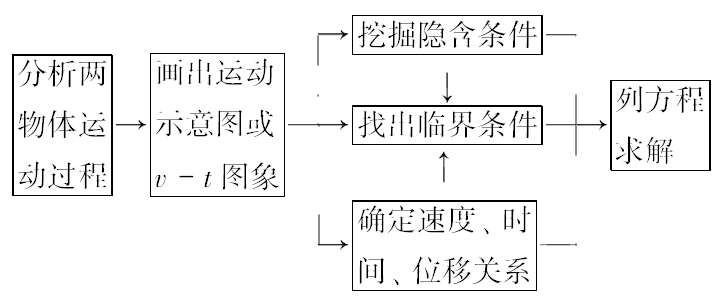 分析两
物体运
动过程
画出运动
示意图或
v－t 图象
挖掘隐含条件
找出临界条件
确定速度、时
间、位移关系
列方程
求解